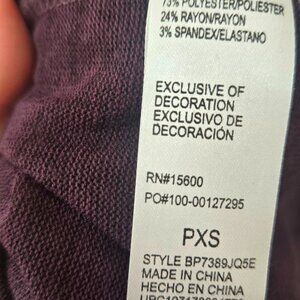 73% POLYESTER/POLIESTER
24% RAYON/RAYON
3% SPANDEX/ELASTANO
EXCLUSIVE OF
DECORATION
EXCLUSIVO DE
DECORACIÓN
RN#15600
PO#100-00127295
PXS
STYLE BP7389JQ5E
MADE IN CHINA
HECHO EN CHINA